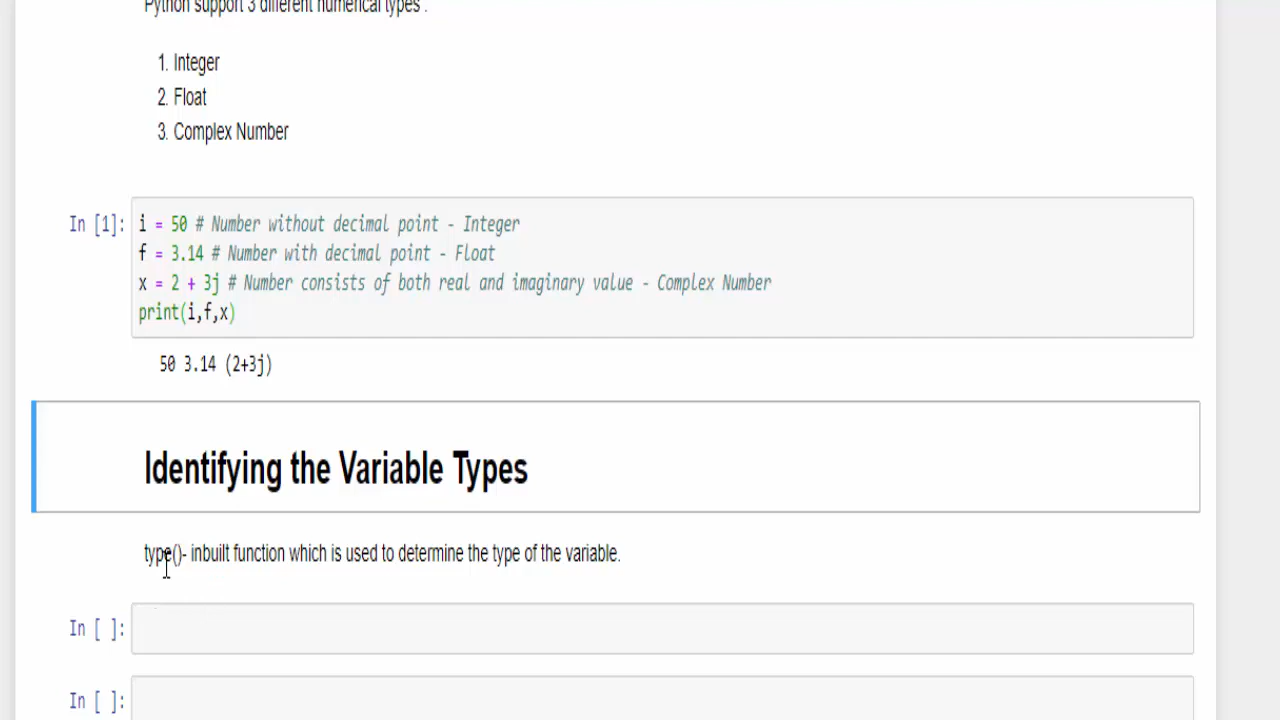 Python support 3 different numerical types .
1. Integer
2. Float
3. Complex Number
In [1]: i = 50 # Number without decimal point - Integer
f = 3.14 # Number with decimal point - Float
x = 2 + 3j # Number consists of both real and imaginary value - Complex Number
print(i,f,x)
50 3.14 (2+3j)
Identifying the Variable Types
type()- inbuilt function which is used to determine the type of the variable.
In [ ]:
In [ ]: